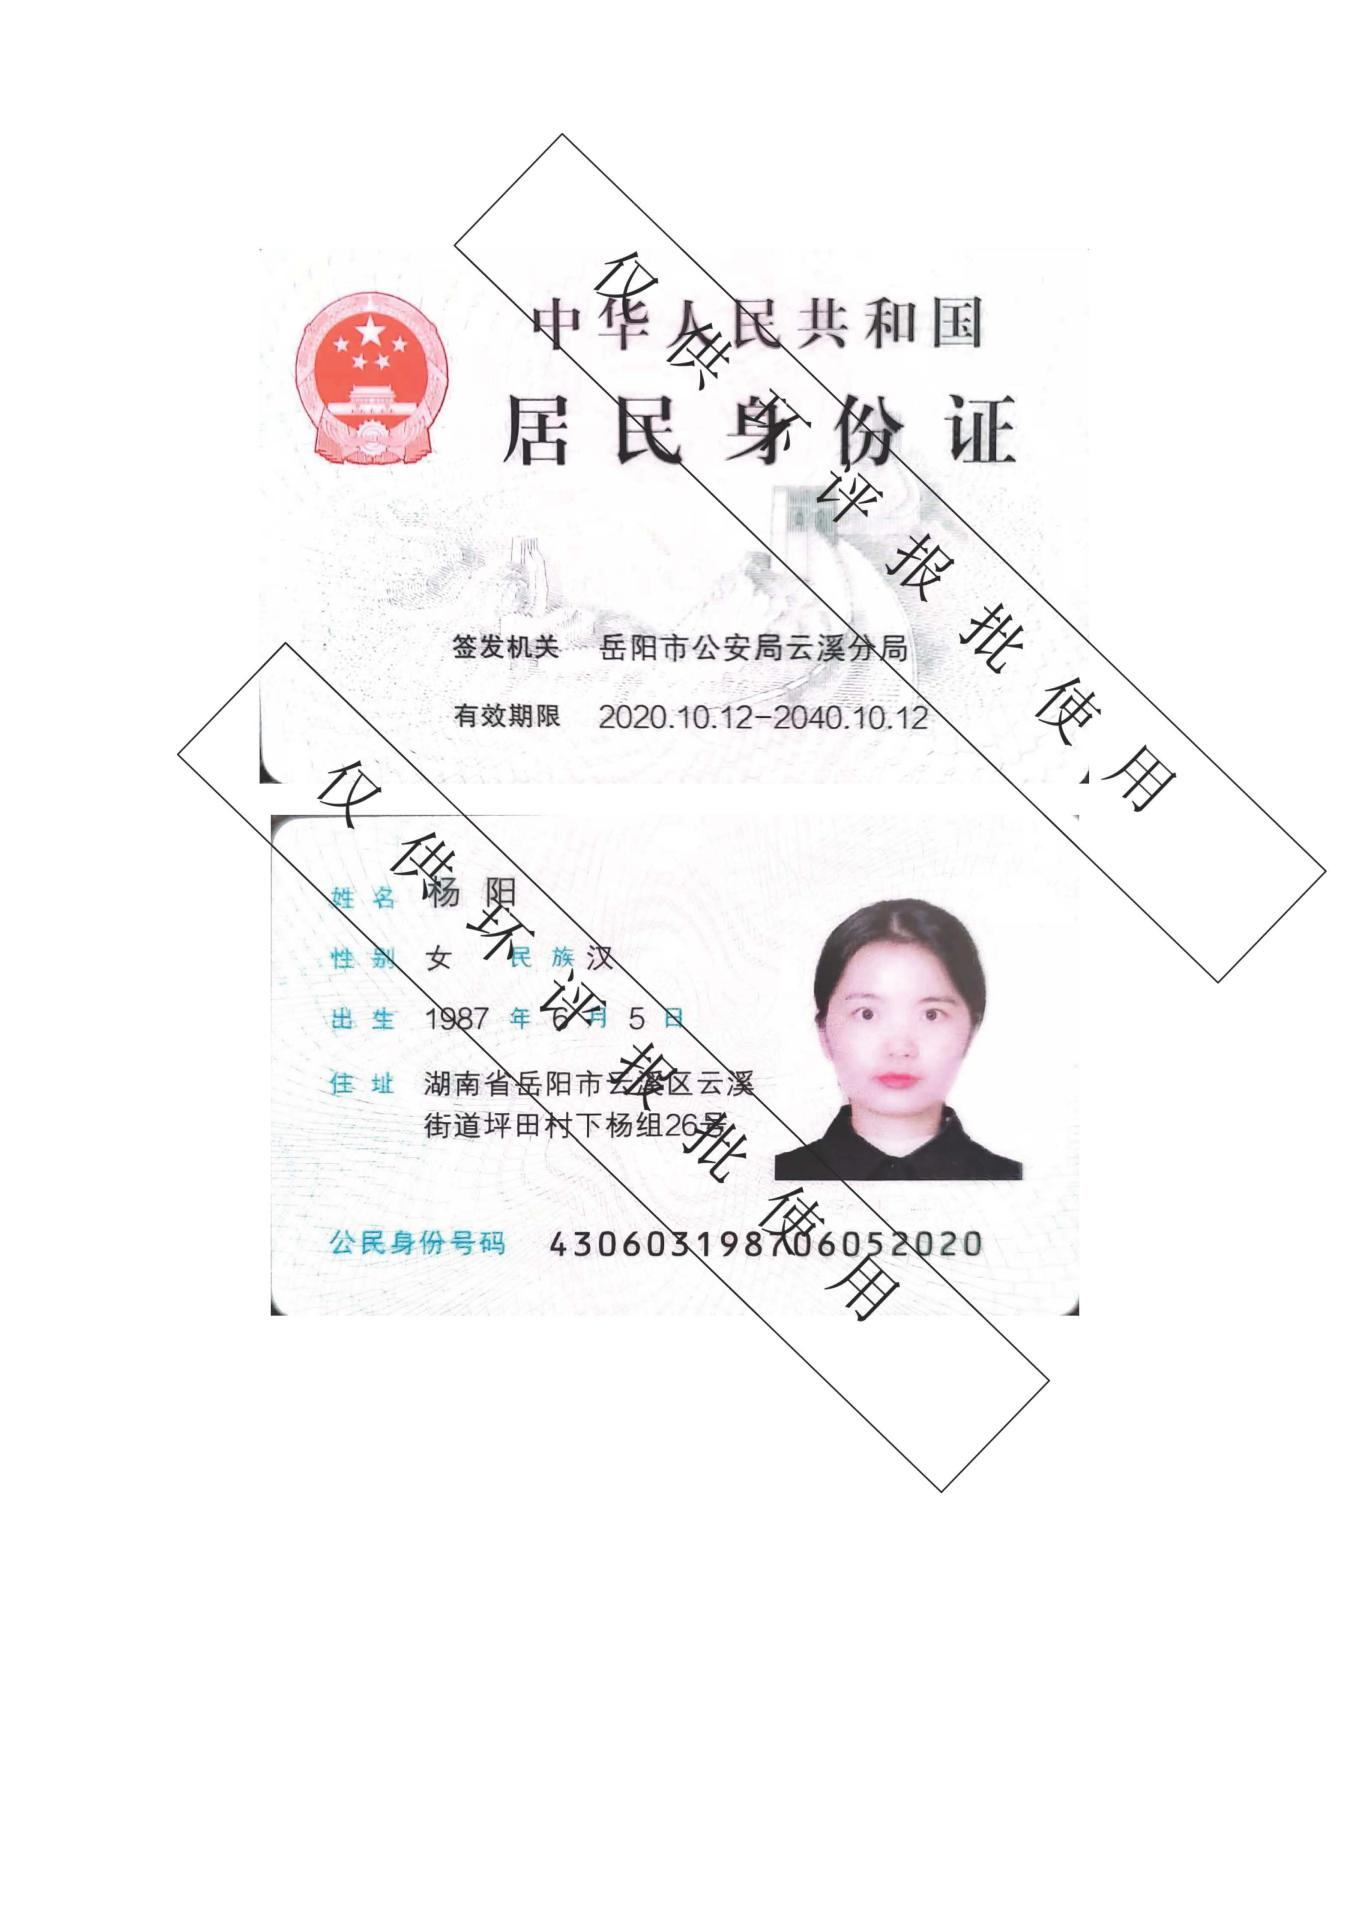 中华人民共和国
居民身份证
签发机关 岳阳市公安局云溪分局
有效期限 2020.10.12-2040.10.12
仅供环评报批使用
姓名 杨阳
性别 女 民族 汉
出生 1987 年 6 月 5 日
住址 湖南省岳阳市云溪区云溪
街道坪田村下杨组26号
公民身份号码 430603198706052020
仅供环评报批使用